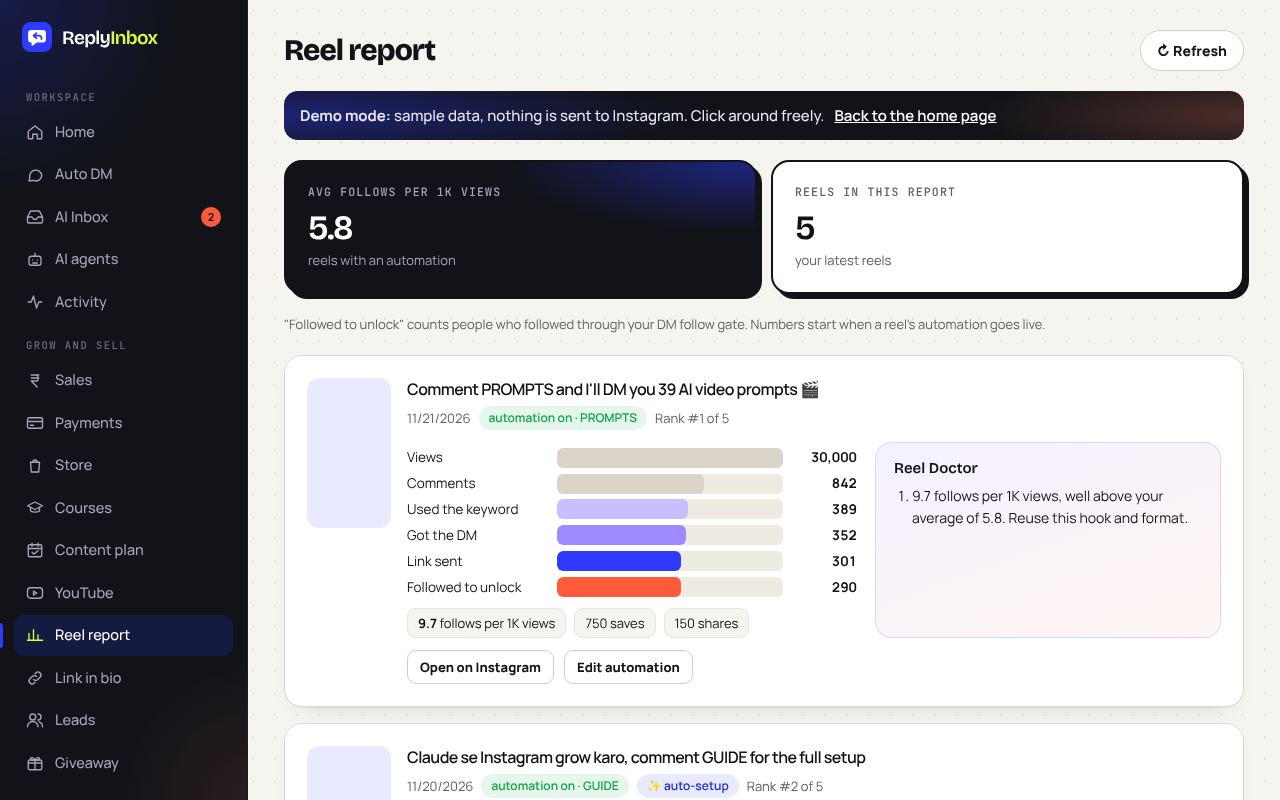 ReplyInbox
WORKSPACE
Home
Auto DM
AI Inbox 2
AI agents
Activity
GROW AND SELL
Sales
Payments
Store
Courses
Content plan
YouTube
Reel report
Link in bio
Leads
Giveaway
Reel report
↻ Refresh
Demo mode: sample data, nothing is sent to Instagram. Click around freely. Back to the home page
AVG FOLLOWS PER 1K VIEWS
5.8
reels with an automation
REELS IN THIS REPORT
5
your latest reels
"Followed to unlock" counts people who followed through your DM follow gate. Numbers start when a reel's automation goes live.
Comment PROMPTS and I'll DM you 39 AI video prompts 🎬
11/21/2026 automation on · PROMPTS Rank #1 of 5
Views 30,000
Comments 842
Used the keyword 389
Got the DM 352
Link sent 301
Followed to unlock 290
9.7 follows per 1K views 750 saves 150 shares
Open on Instagram Edit automation
Reel Doctor
1. 9.7 follows per 1K views, well above your
average of 5.8. Reuse this hook and format.
Claude se Instagram grow karo, comment GUIDE for the full setup
11/20/2026 automation on · GUIDE ✨ auto-setup Rank #2 of 5